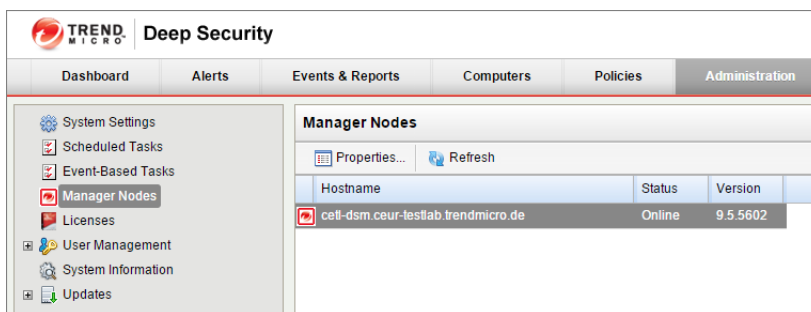 TREND MICRO Deep Security
Dashboard Alerts Events & Reports Computers Policies Administration
System Settings
Scheduled Tasks
Event-Based Tasks
Manager Nodes
Licenses
User Management
System Information
Updates
Manager Nodes
Properties... Refresh
Hostname Status Version
cetl-dsm.ceur-testlab.trendmicro.de Online 9.5.5602